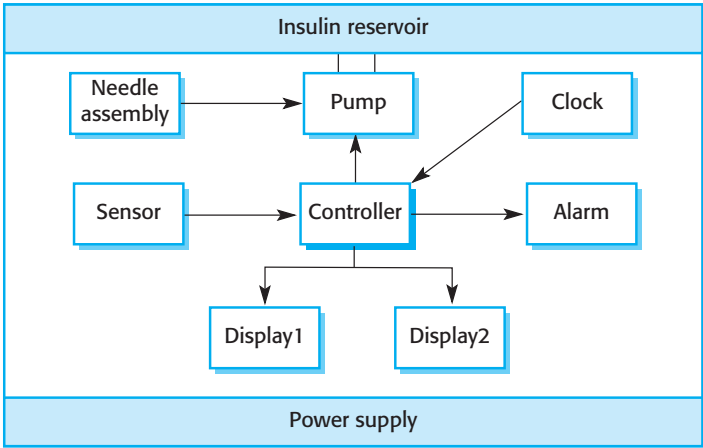 Insulin reservoir
Needle
assembly
Pump
Clock
Sensor
Controller
Alarm
Display1
Display2
Power supply